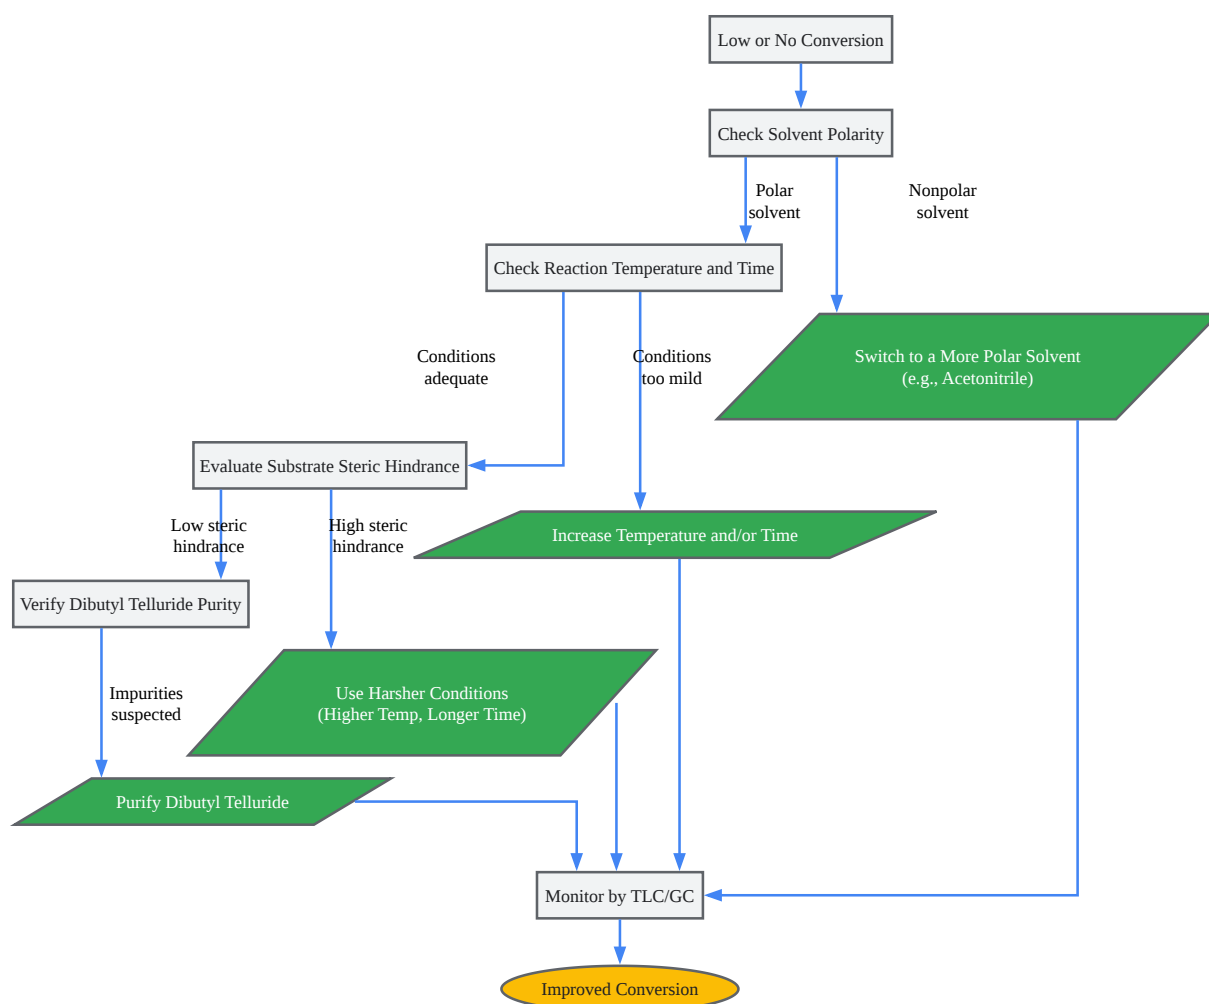 Low or No Conversion
Check Solvent Polarity
Polar
solvent
Nonpolar
solvent
Check Reaction Temperature and Time
Conditions
adequate
Conditions
too mild
Switch to a More Polar Solvent
(e.g., Acetonitrile)
Evaluate Substrate Steric Hindrance
Low steric
hindrance
High steric
hindrance
Increase Temperature and/or Time
Verify Dibutyl Telluride Purity
Impurities
suspected
Use Harsher Conditions
(Higher Temp, Longer Time)
Purify Dibutyl Telluride
Monitor by TLC/GC
Improved Conversion